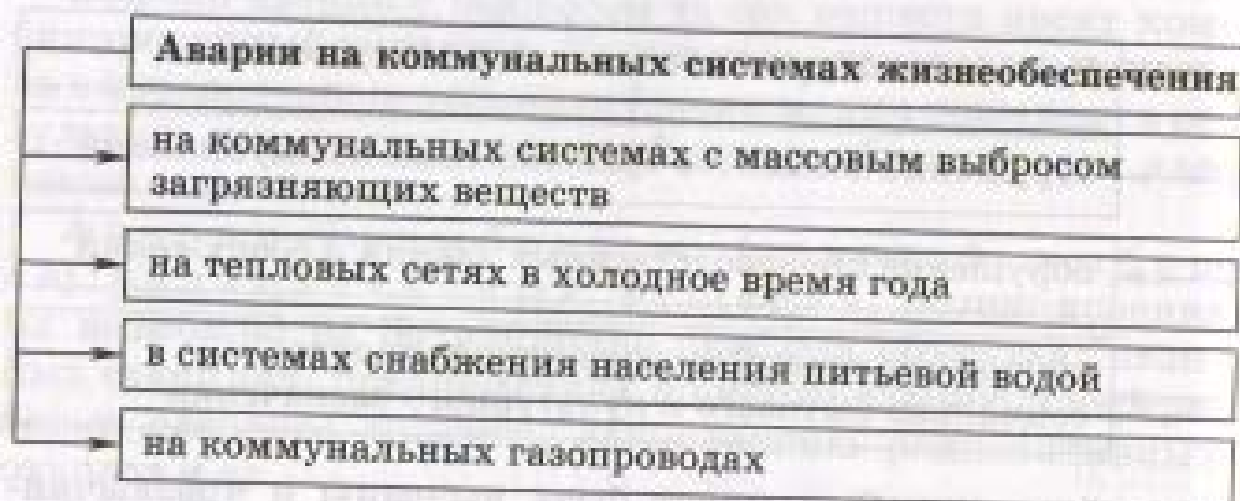 Аварии на коммунальных системах жизнеобеспечения
на коммунальных системах с массовым выбросом
загрязняющих веществ
на тепловых сетях в холодное время года
в системах снабжения населения питьевой водой
на коммунальных газопроводах